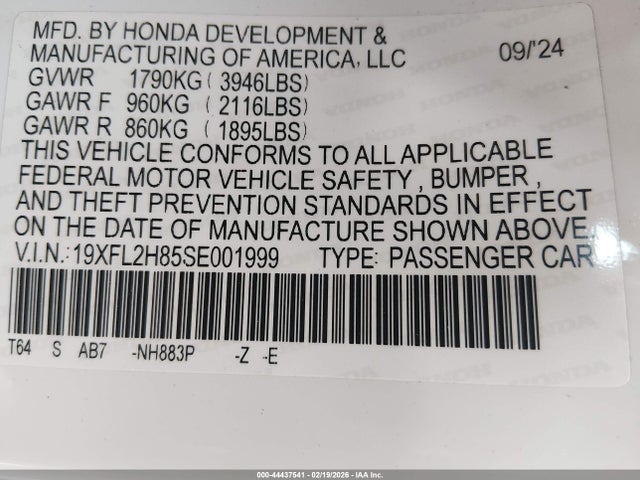 MFD. BY HONDA DEVELOPMENT &
MANUFACTURING OF AMERICA, LLC 09/'24
GVWR 1790KG ( 3946LBS)
GAWR F 960KG ( 2116LBS)
GAWR R 860KG ( 1895LBS)
THIS VEHICLE CONFORMS TO ALL APPLICABLE
FEDERAL MOTOR VEHICLE SAFETY , BUMPER ,
AND THEFT PREVENTION STANDARDS IN EFFECT
ON THE DATE OF MANUFACTURE SHOWN ABOVE.
V.I.N.:19XFL2H85SE001999 TYPE: PASSENGER CAR
T64 S AB7 -NH883P -Z -E
000-44437541 - 02/19/2026 - IAA Inc.